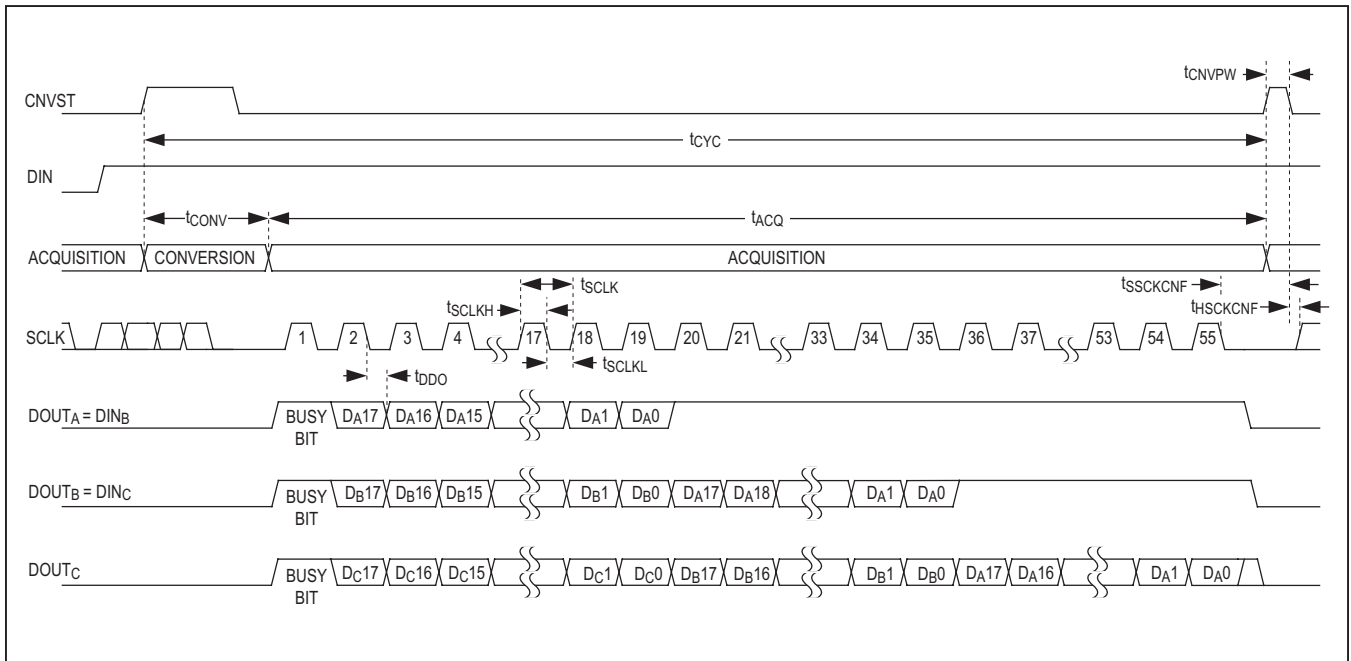 tCNVPW
CNVST
tCYC
DIN
tCONV
tACQ
ACQUISITION CONVERSION ACQUISITION
tSSCKCNF
tSCLK
tHSCKCNF
tSCLKH
SCLK 1 2 3 4 17 18 19 20 21 33 34 35 36 37 53 54 55
tSCLKL
tDDO
DOUTA = DINB BUSY BIT DA17 DA16 DA15 DA1 DA0
DOUTB = DINC BUSY BIT DB17 DB16 DB15 DB1 DB0 DA17 DA18 DA1 DA0
DOUTC BUSY BIT DC17 DC16 DC15 DC1 DC0 DB17 DB16 DB1 DB0 DA17 DA16 DA1 DA0